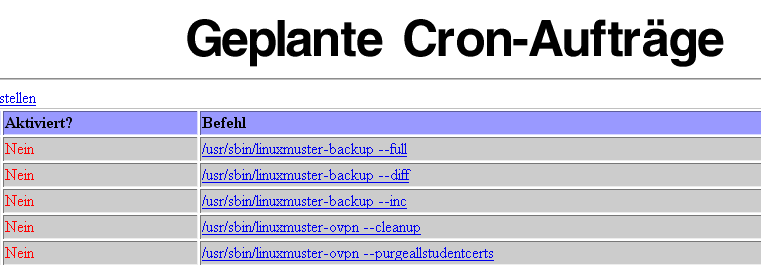 Geplante Cron-Aufträge
stellen
Aktiviert? Befehl
Nein /usr/sbin/linuxmuster-backup --full
Nein /usr/sbin/linuxmuster-backup --diff
Nein /usr/sbin/linuxmuster-backup --inc
Nein /usr/sbin/linuxmuster-ovpn --cleanup
Nein /usr/sbin/linuxmuster-ovpn --purgeallstudentcerts